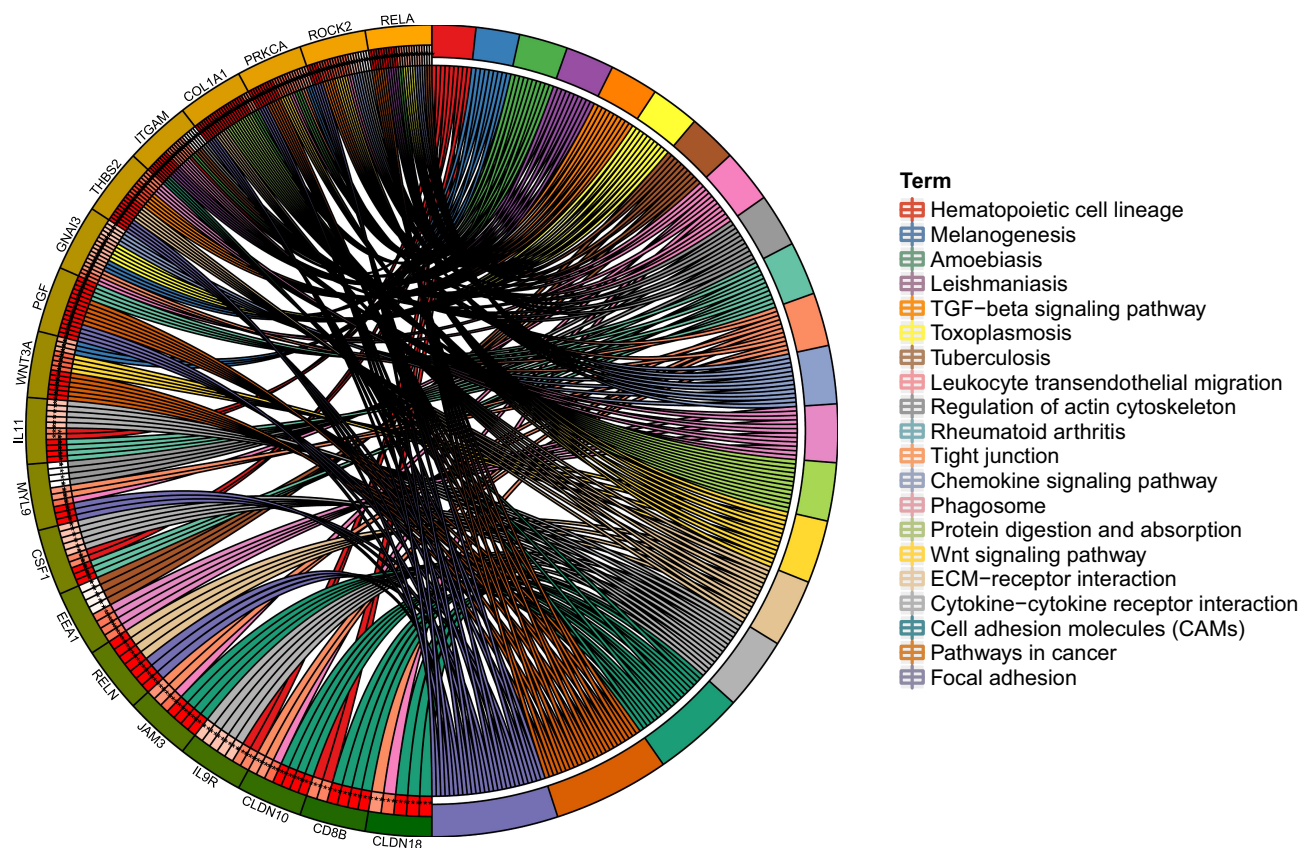 RELA
ROCK2
PRKCA
COL1A1
ITGAM
THBS2
GNAI3
PGF
WNT3A
IL11
MYL9
CSF1
EEA1
RELN
JAM3
IL9R
CLDN10
CD8B
CLDN18
Term
Hematopoietic cell lineage
Melanogenesis
Amoebiasis
Leishmaniasis
TGF−beta signaling pathway
Toxoplasmosis
Tuberculosis
Leukocyte transendothelial migration
Regulation of actin cytoskeleton
Rheumatoid arthritis
Tight junction
Chemokine signaling pathway
Phagosome
Protein digestion and absorption
Wnt signaling pathway
ECM−receptor interaction
Cytokine−cytokine receptor interaction
Cell adhesion molecules (CAMs)
Pathways in cancer
Focal adhesion